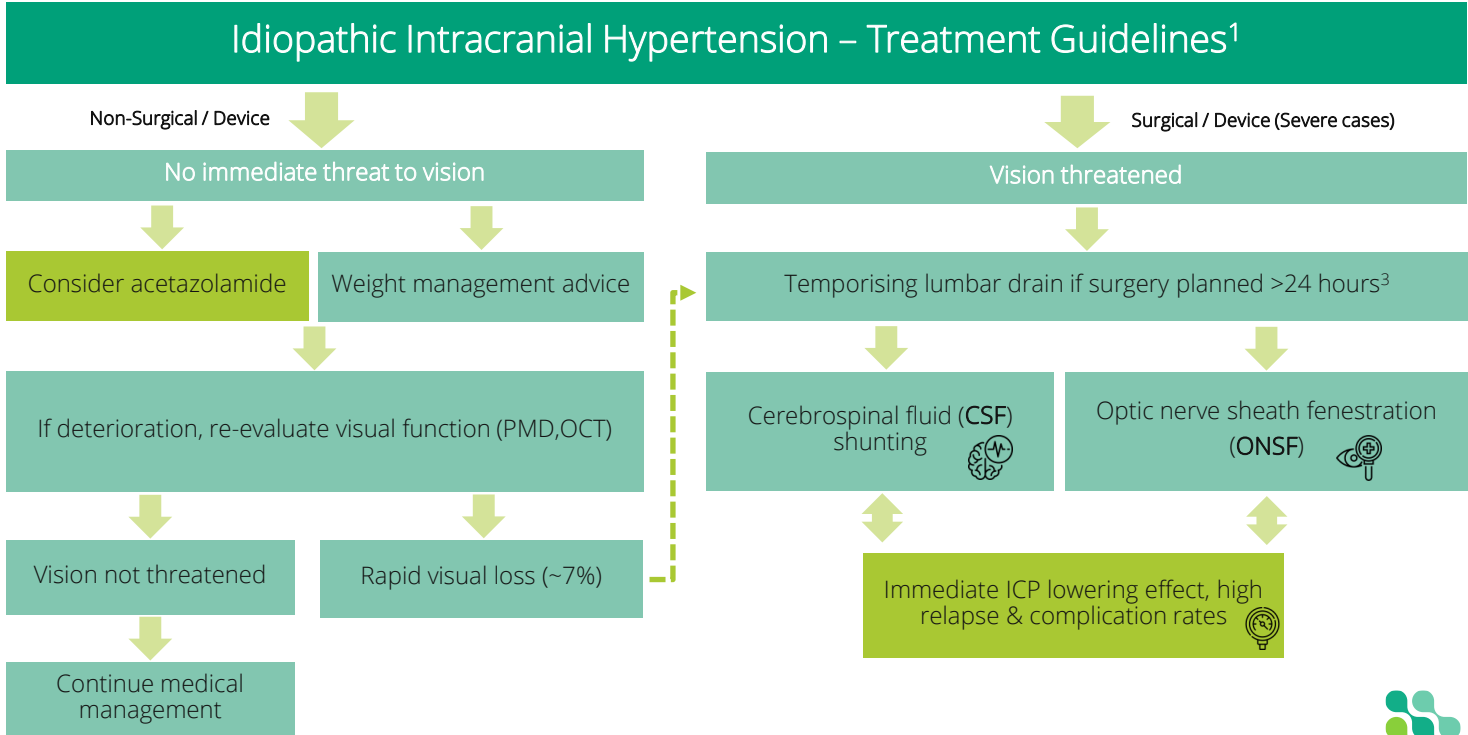 Idiopathic Intracranial Hypertension – Treatment Guidelines¹
Non-Surgical / Device
Surgical / Device (Severe cases)
No immediate threat to vision
Vision threatened
Consider acetazolamide
Weight management advice
Temporising lumbar drain if surgery planned >24 hours³
If deterioration, re-evaluate visual function (PMD,OCT)
Cerebrospinal fluid (CSF)
shunting
Optic nerve sheath fenestration
(ONSF)
Vision not threatened
Rapid visual loss (~7%)
Immediate ICP lowering effect, high
relapse & complication rates
Continue medical
management